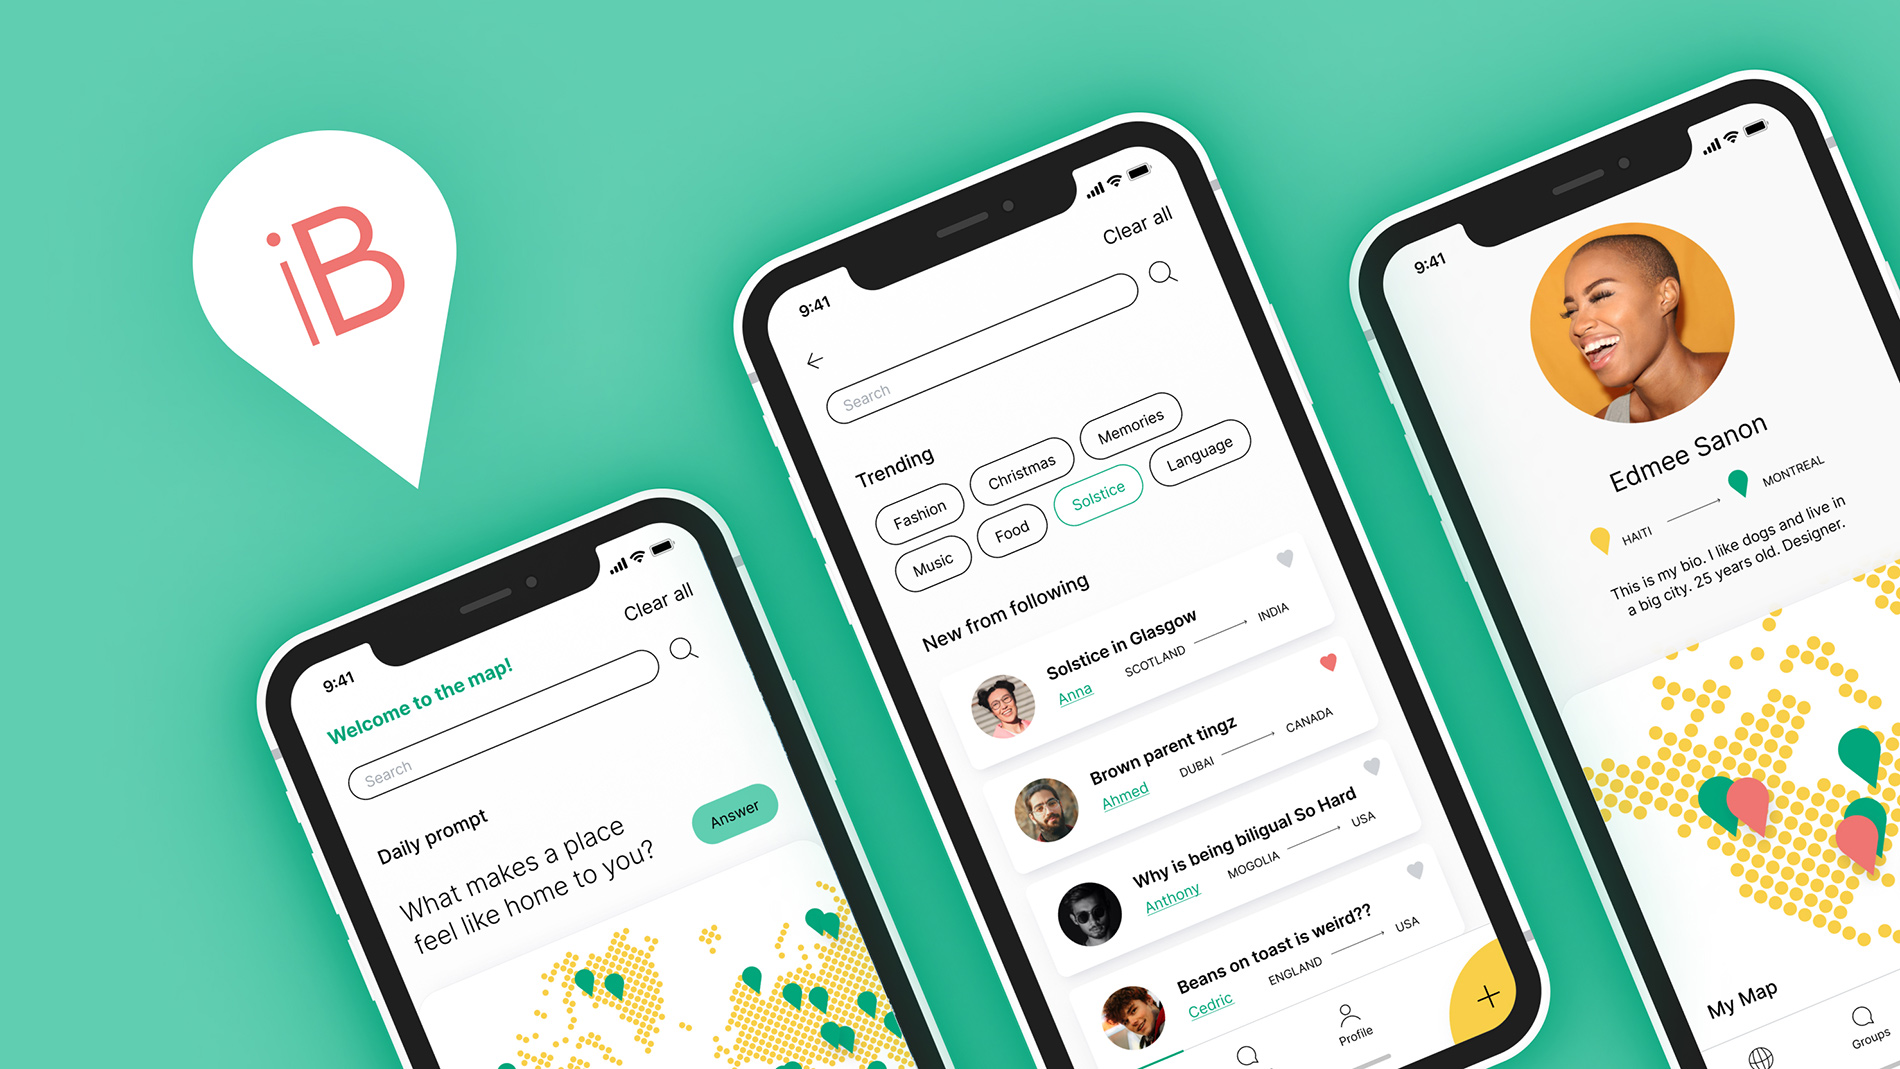 iB
9:41
Clear all
Welcome to the map!
Search
Daily prompt
Answer
What makes a place
feel like home to you?
9:41
Clear all
Search
Trending
Fashion
Christmas
Memories
Music
Food
Solstice
Language
New from following
Solstice in Glasgow
Anna
SCOTLAND
INDIA
Brown parent tingz
Ahmed
DUBAI
CANADA
Why is being biligual So Hard
Anthony
MOGOLIA
USA
Beans on toast is weird??
Cedric
ENGLAND
USA
Profile
9:41
Edmee Sanon
HAITI
MONTREAL
This is my bio. I like dogs and live in
a big city. 25 years old. Designer.
My Map
Groups